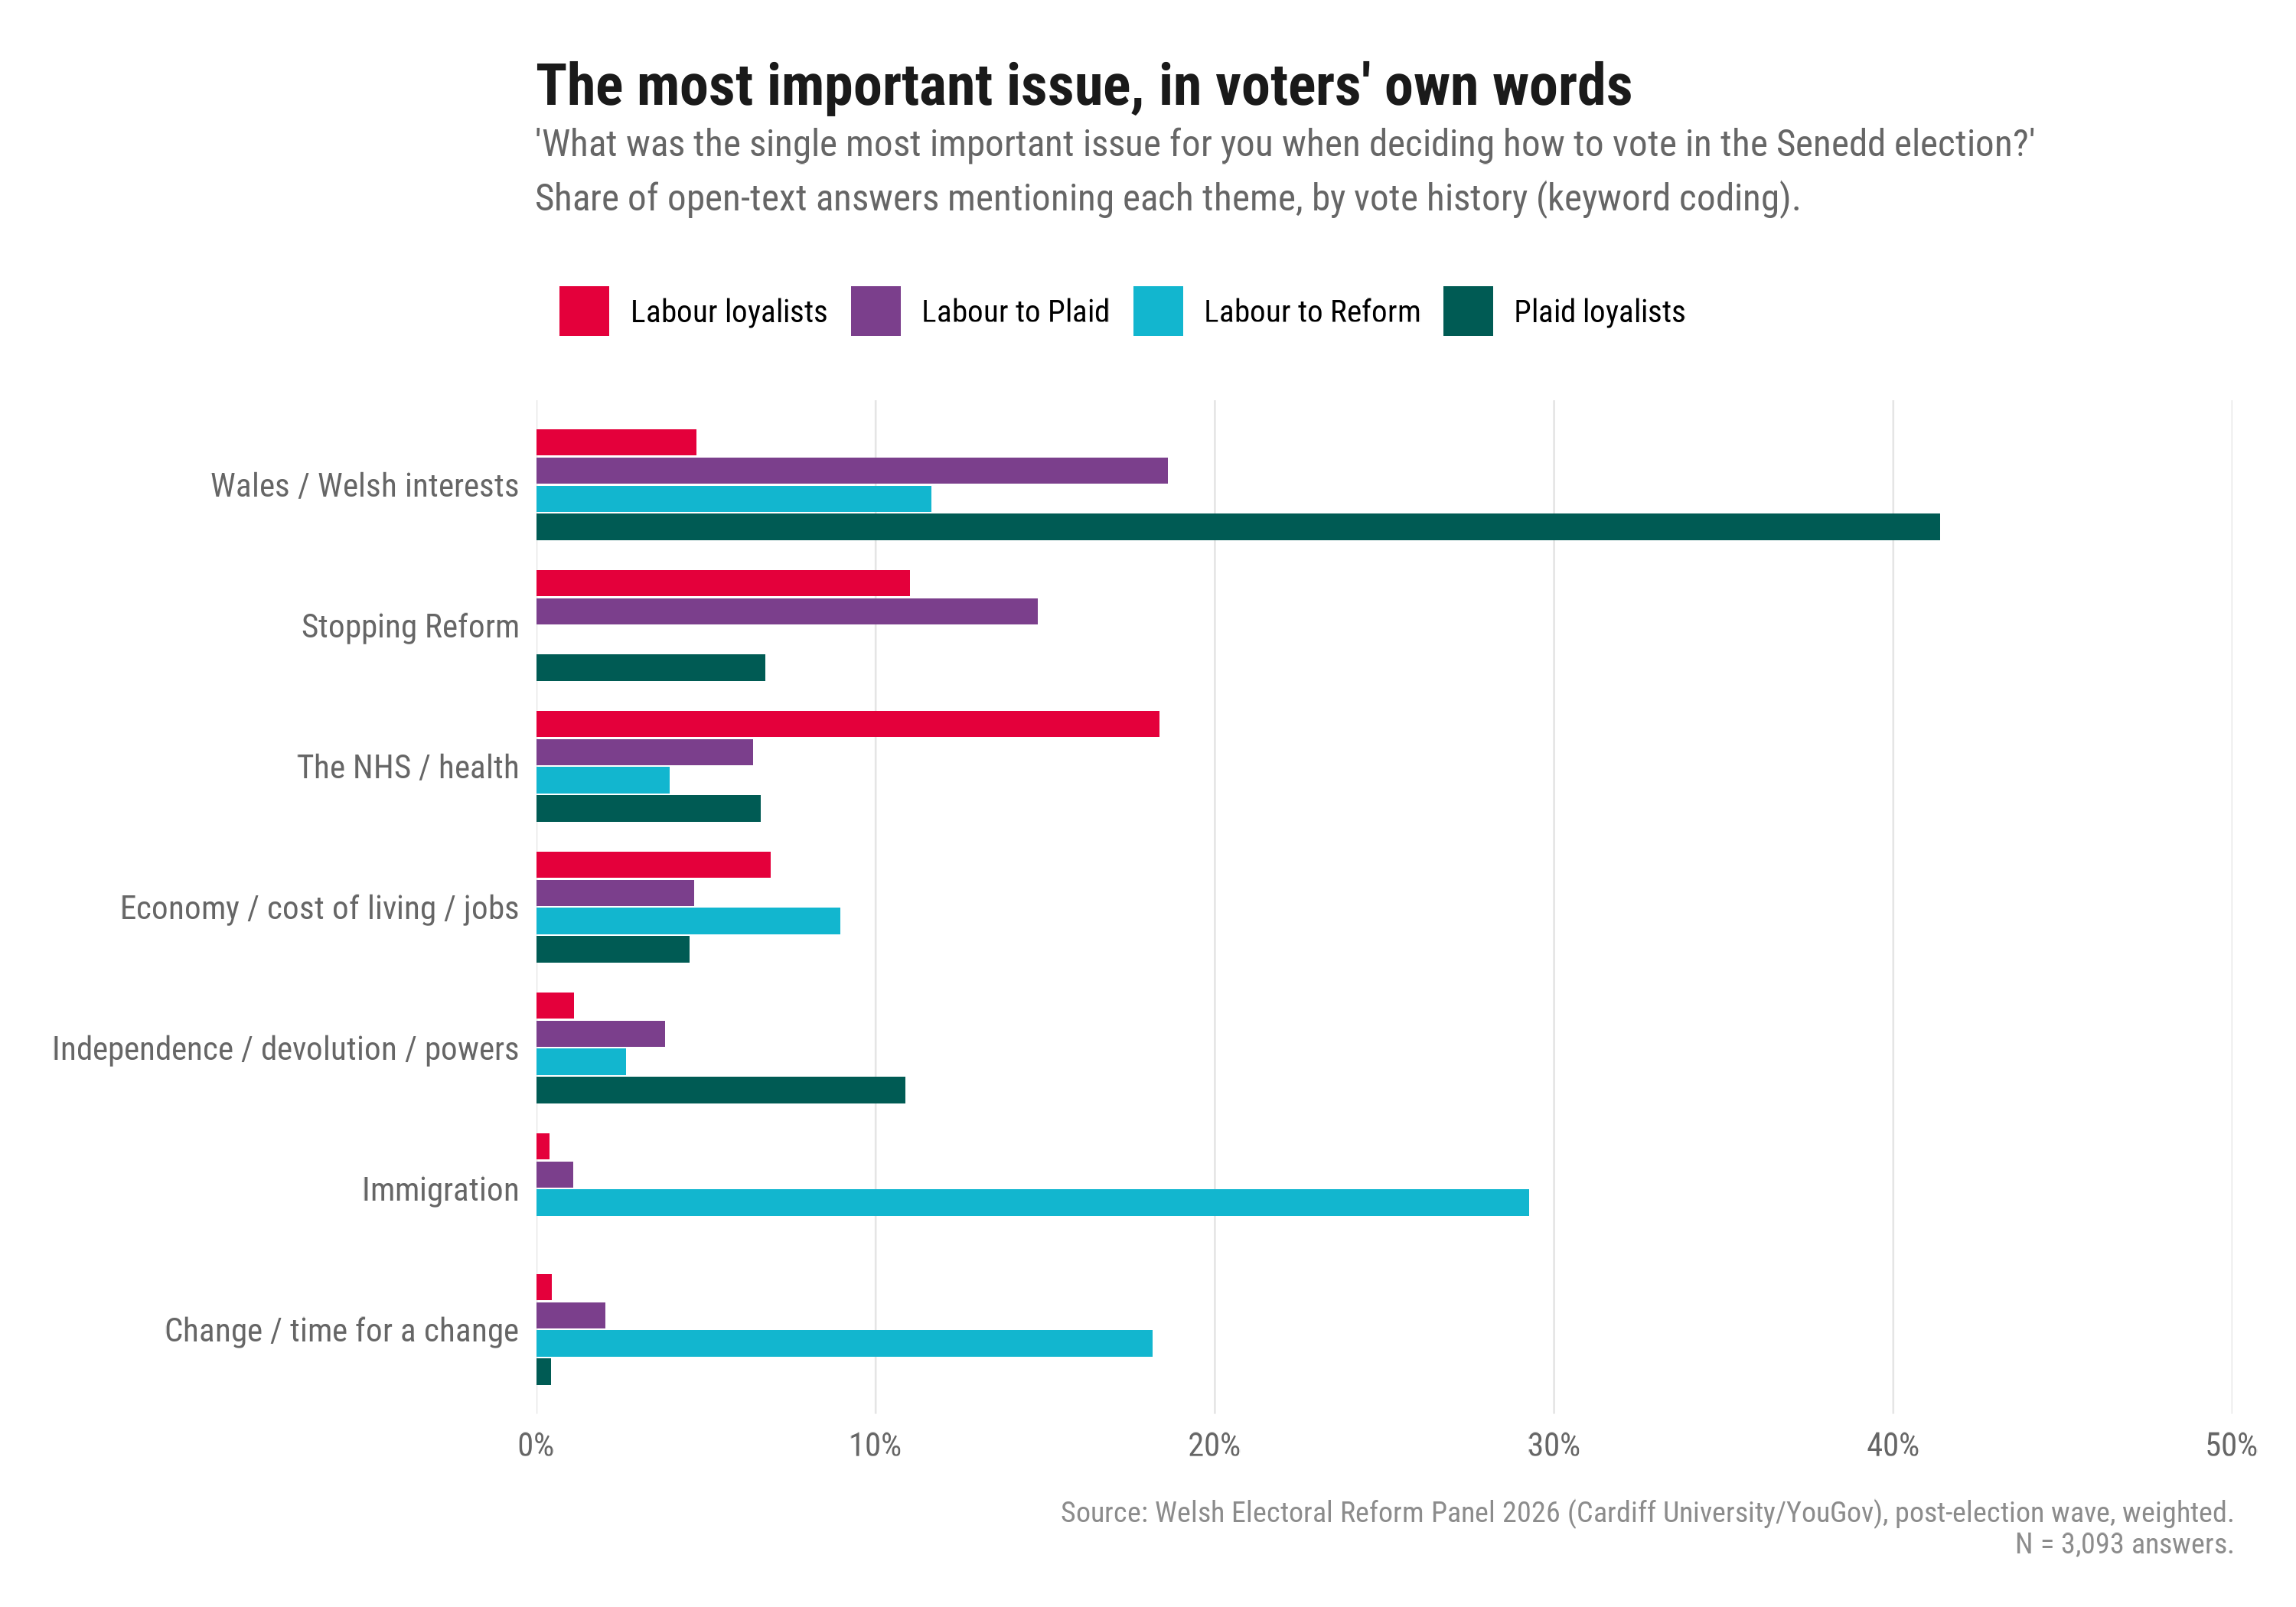 The most important issue, in voters' own words
'What was the single most important issue for you when deciding how to vote in the Senedd election?'
Share of open-text answers mentioning each theme, by vote history (keyword coding).
Labour loyalists
Labour to Plaid
Labour to Reform
Plaid loyalists
Wales / Welsh interests
Stopping Reform
The NHS / health
Economy / cost of living / jobs
Independence / devolution / powers
Immigration
Change / time for a change
0%
10%
20%
30%
40%
50%
Source: Welsh Electoral Reform Panel 2026 (Cardiff University/YouGov), post-election wave, weighted.
N = 3,093 answers.